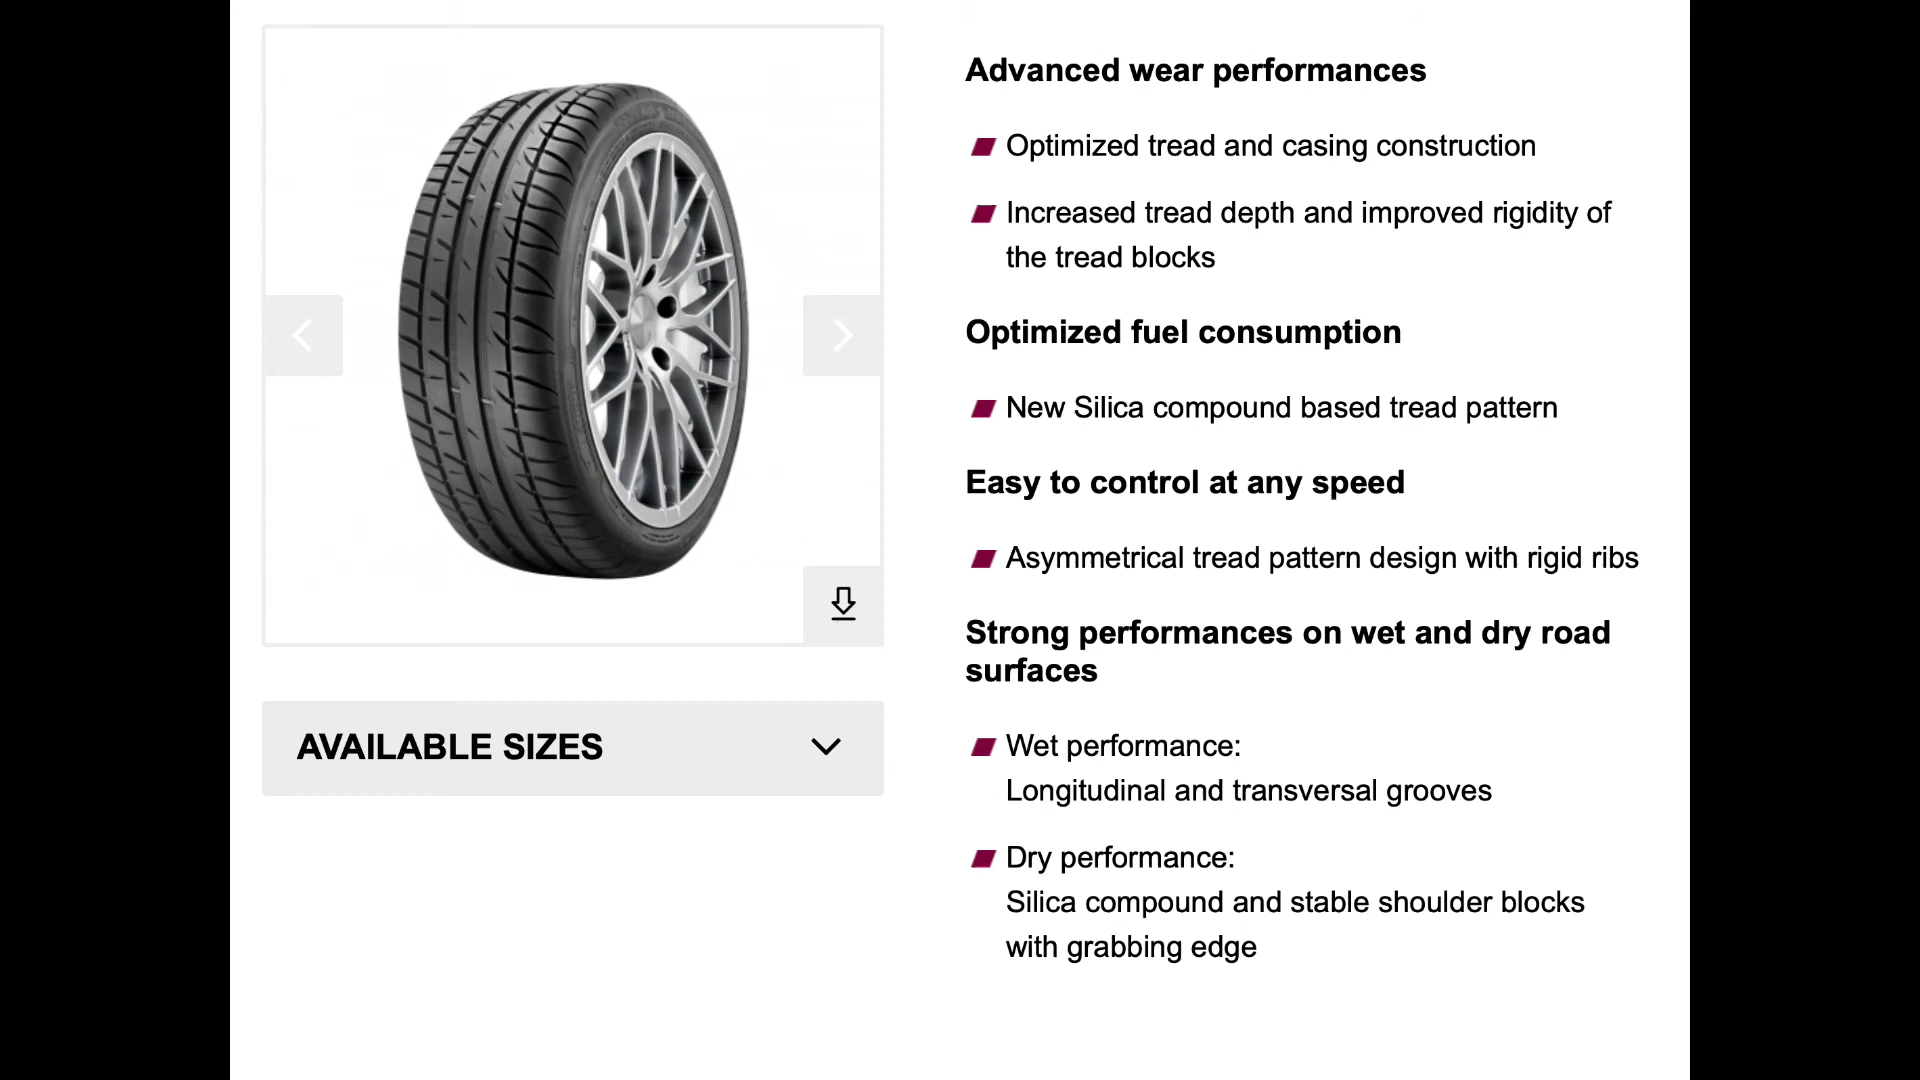 Advanced wear performances
Optimized tread and casing construction
Increased tread depth and improved rigidity of
the tread blocks
Optimized fuel consumption
New Silica compound based tread pattern
Easy to control at any speed
Asymmetrical tread pattern design with rigid ribs
Strong performances on wet and dry road
surfaces
Wet performance:
Longitudinal and transversal grooves
Dry performance:
Silica compound and stable shoulder blocks
with grabbing edge
AVAILABLE SIZES